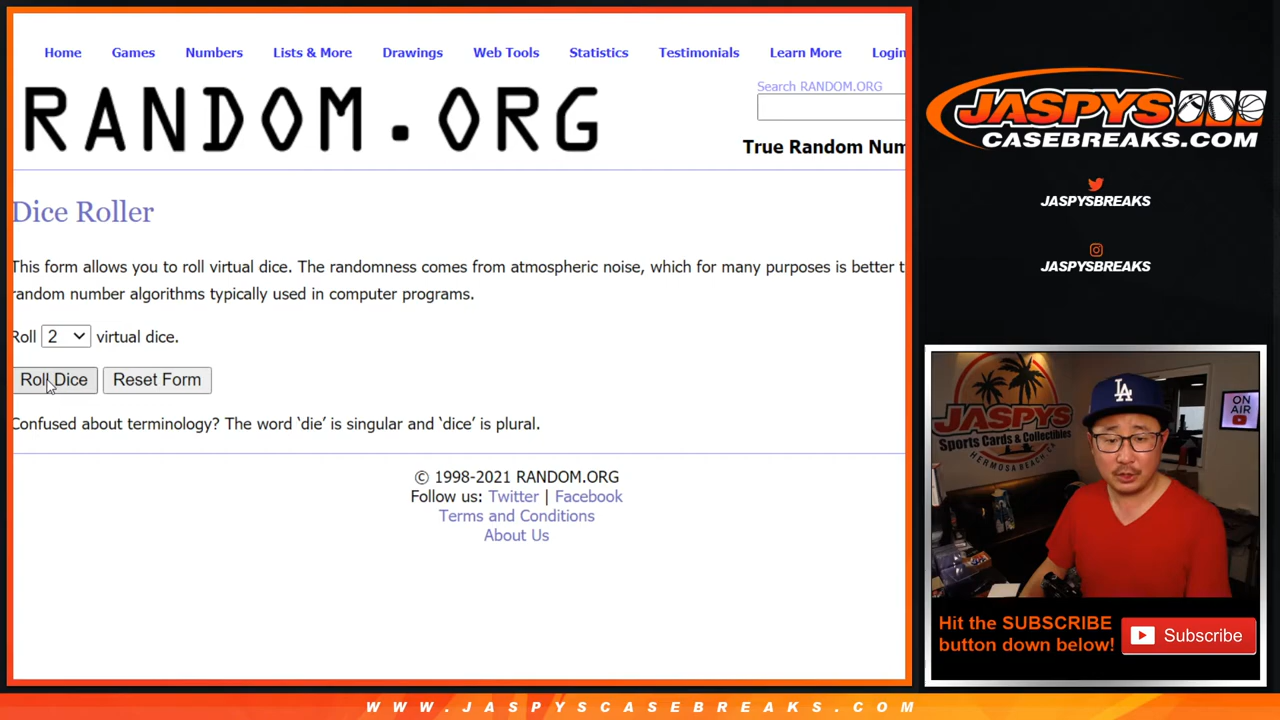 Home Games Numbers Lists & More Drawings Web Tools Statistics Testimonials Learn More Login
RANDOM.ORG
Search RANDOM.ORG
True Random Num
Dice Roller
This form allows you to roll virtual dice. The randomness comes from atmospheric noise, which for many purposes is better t
random number algorithms typically used in computer programs.
Roll 2 virtual dice.
Roll Dice Reset Form
Confused about terminology? The word ‘die’ is singular and ‘dice’ is plural.
© 1998-2021 RANDOM.ORG
Follow us: Twitter | Facebook
Terms and Conditions
About Us
JASPYS
CASEBREAKS.COM
JASPYSBREAKS
JASPYSBREAKS
JASPYS
Sports Cards & Collectibles
HERMOSA BEACH, CA
LA
ON
AIR
Hit the SUBSCRIBE
button down below!
Subscribe
WWW.JASPYSCASEBREAKS.COM